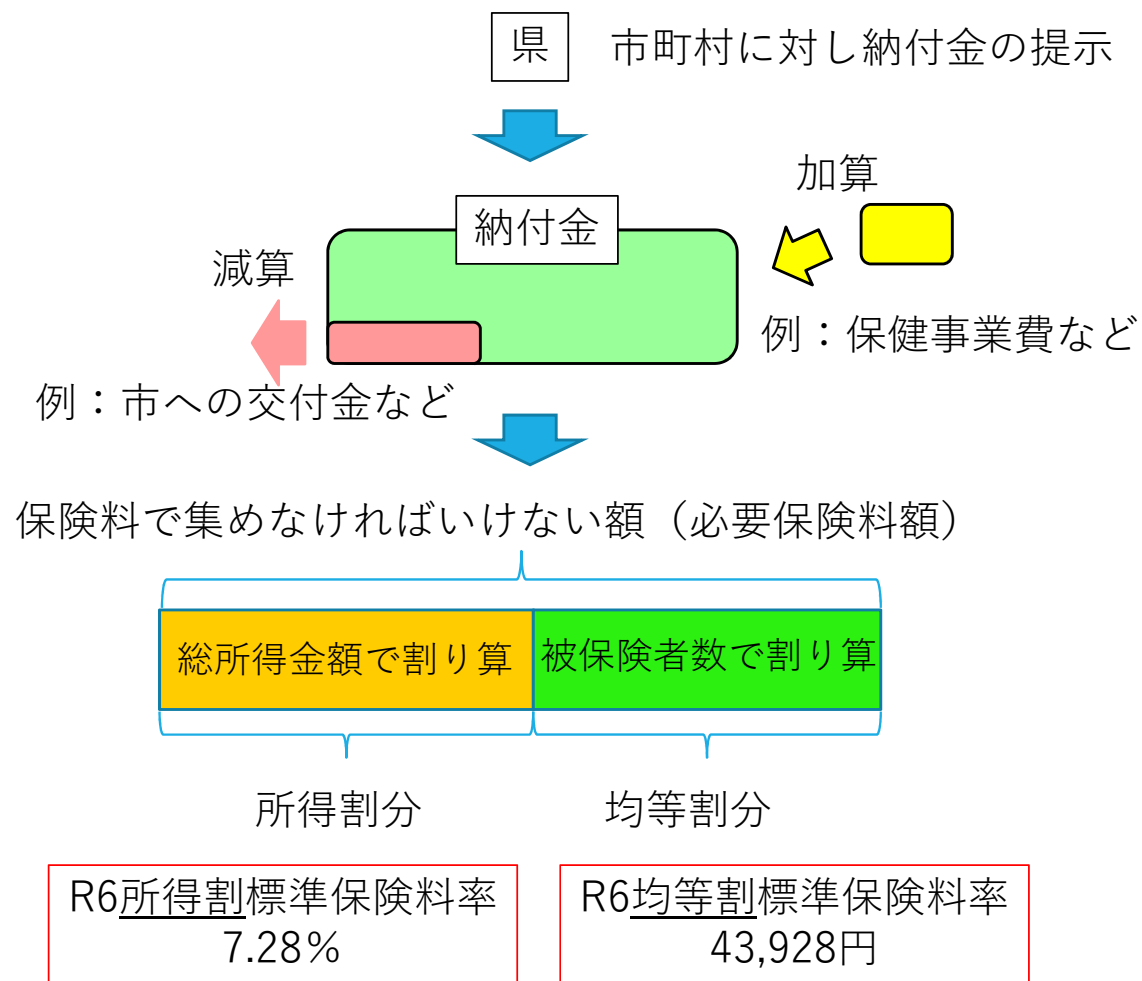 県
市町村に対し納付金の提示
加算
納付金
減算
例：保健事業費など
例：市への交付金など
保険料で集めなければいけない額（必要保険料額）
総所得金額で割り算
被保険者数で割り算
所得割分
均等割分
R6所得割標準保険料率
7.28％
R6均等割標準保険料率
43,928円